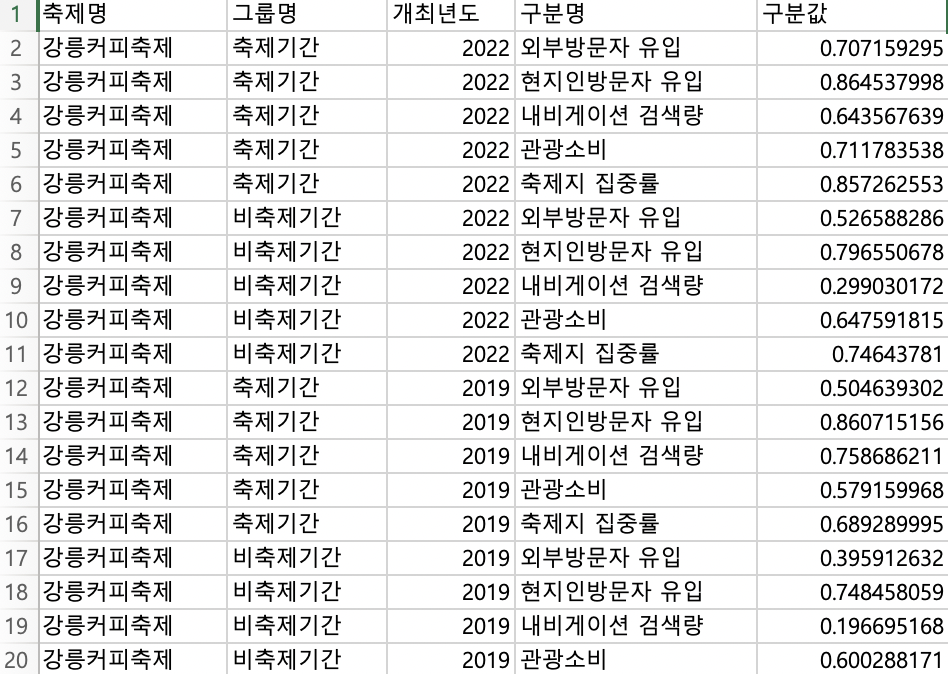 1 축제명 그룹명 개최년도 구분명 구분값
2 강릉커피축제 축제기간 2022 외부방문자 유입 0.707159295
3 강릉커피축제 축제기간 2022 현지인방문자 유입 0.864537998
4 강릉커피축제 축제기간 2022 내비게이션 검색량 0.643567639
5 강릉커피축제 축제기간 2022 관광소비 0.711783538
6 강릉커피축제 축제기간 2022 축제지 집중률 0.857262553
7 강릉커피축제 비축제기간 2022 외부방문자 유입 0.526588286
8 강릉커피축제 비축제기간 2022 현지인방문자 유입 0.796550678
9 강릉커피축제 비축제기간 2022 내비게이션 검색량 0.299030172
10 강릉커피축제 비축제기간 2022 관광소비 0.647591815
11 강릉커피축제 비축제기간 2022 축제지 집중률 0.74643781
12 강릉커피축제 축제기간 2019 외부방문자 유입 0.504639302
13 강릉커피축제 축제기간 2019 현지인방문자 유입 0.860715156
14 강릉커피축제 축제기간 2019 내비게이션 검색량 0.758686211
15 강릉커피축제 축제기간 2019 관광소비 0.579159968
16 강릉커피축제 축제기간 2019 축제지 집중률 0.689289995
17 강릉커피축제 비축제기간 2019 외부방문자 유입 0.395912632
18 강릉커피축제 비축제기간 2019 현지인방문자 유입 0.748458059
19 강릉커피축제 비축제기간 2019 내비게이션 검색량 0.196695168
20 강릉커피축제 비축제기간 2019 관광소비 0.600288171